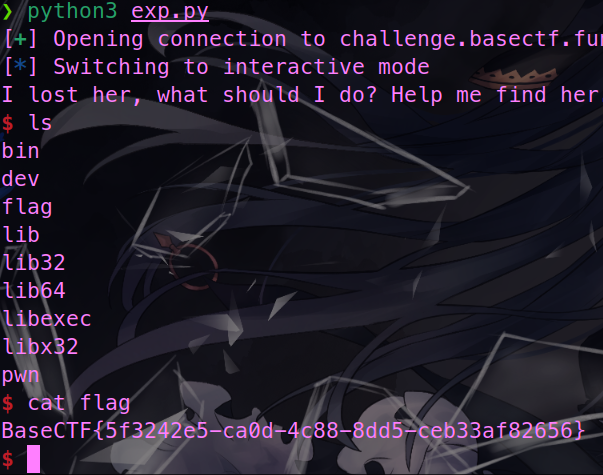 ❯ python3 exp.py
[+] Opening connection to challenge.basectf.fun
[*] Switching to interactive mode
I lost her, what should I do? Help me find her
$ ls
bin
dev
flag
lib
lib32
lib64
libexec
libx32
pwn
$ cat flag
BaseCTF{5f3242e5-ca0d-4c88-8dd5-ceb33af82656}
$